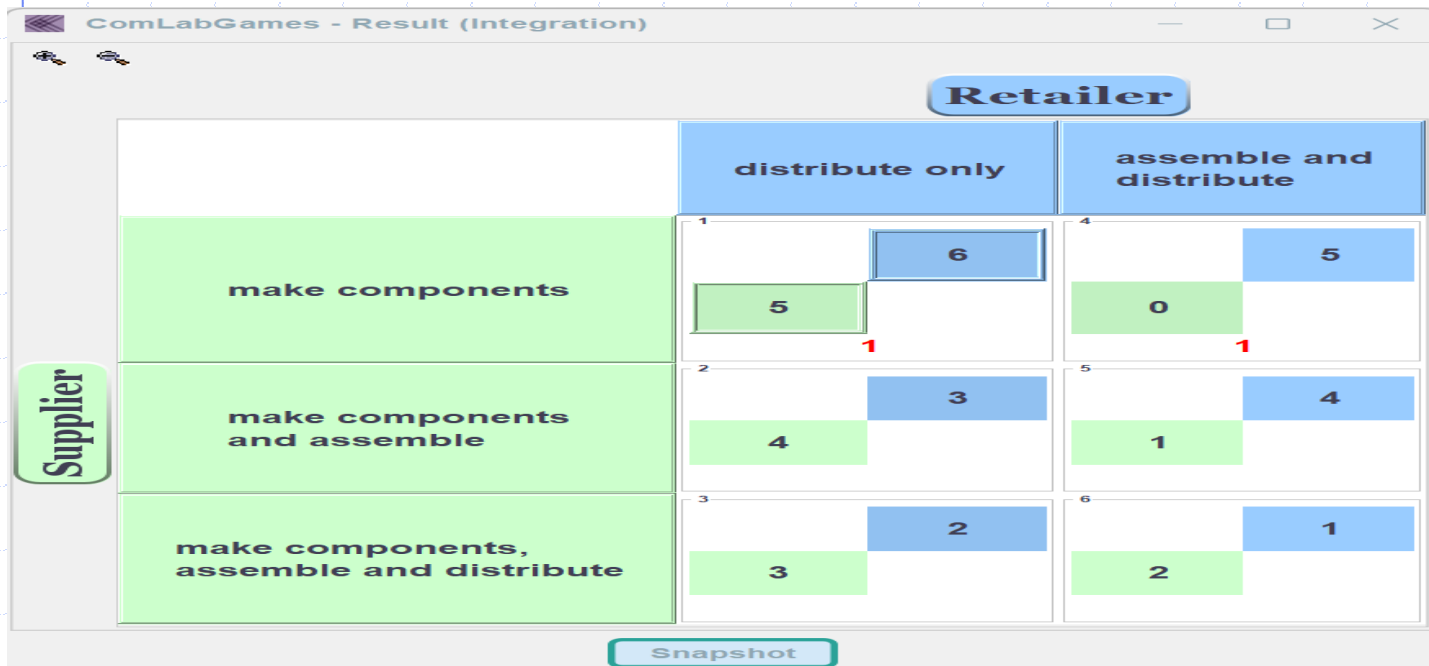 ComLabGames - Result (Integration)
Retailer
distribute only
assemble and
distribute
Supplier
make components
1
6
5
1
4
5
0
1
make components
and assemble
2
3
4
5
4
1
make components,
assemble and distribute
3
2
3
6
1
2
Snapshot